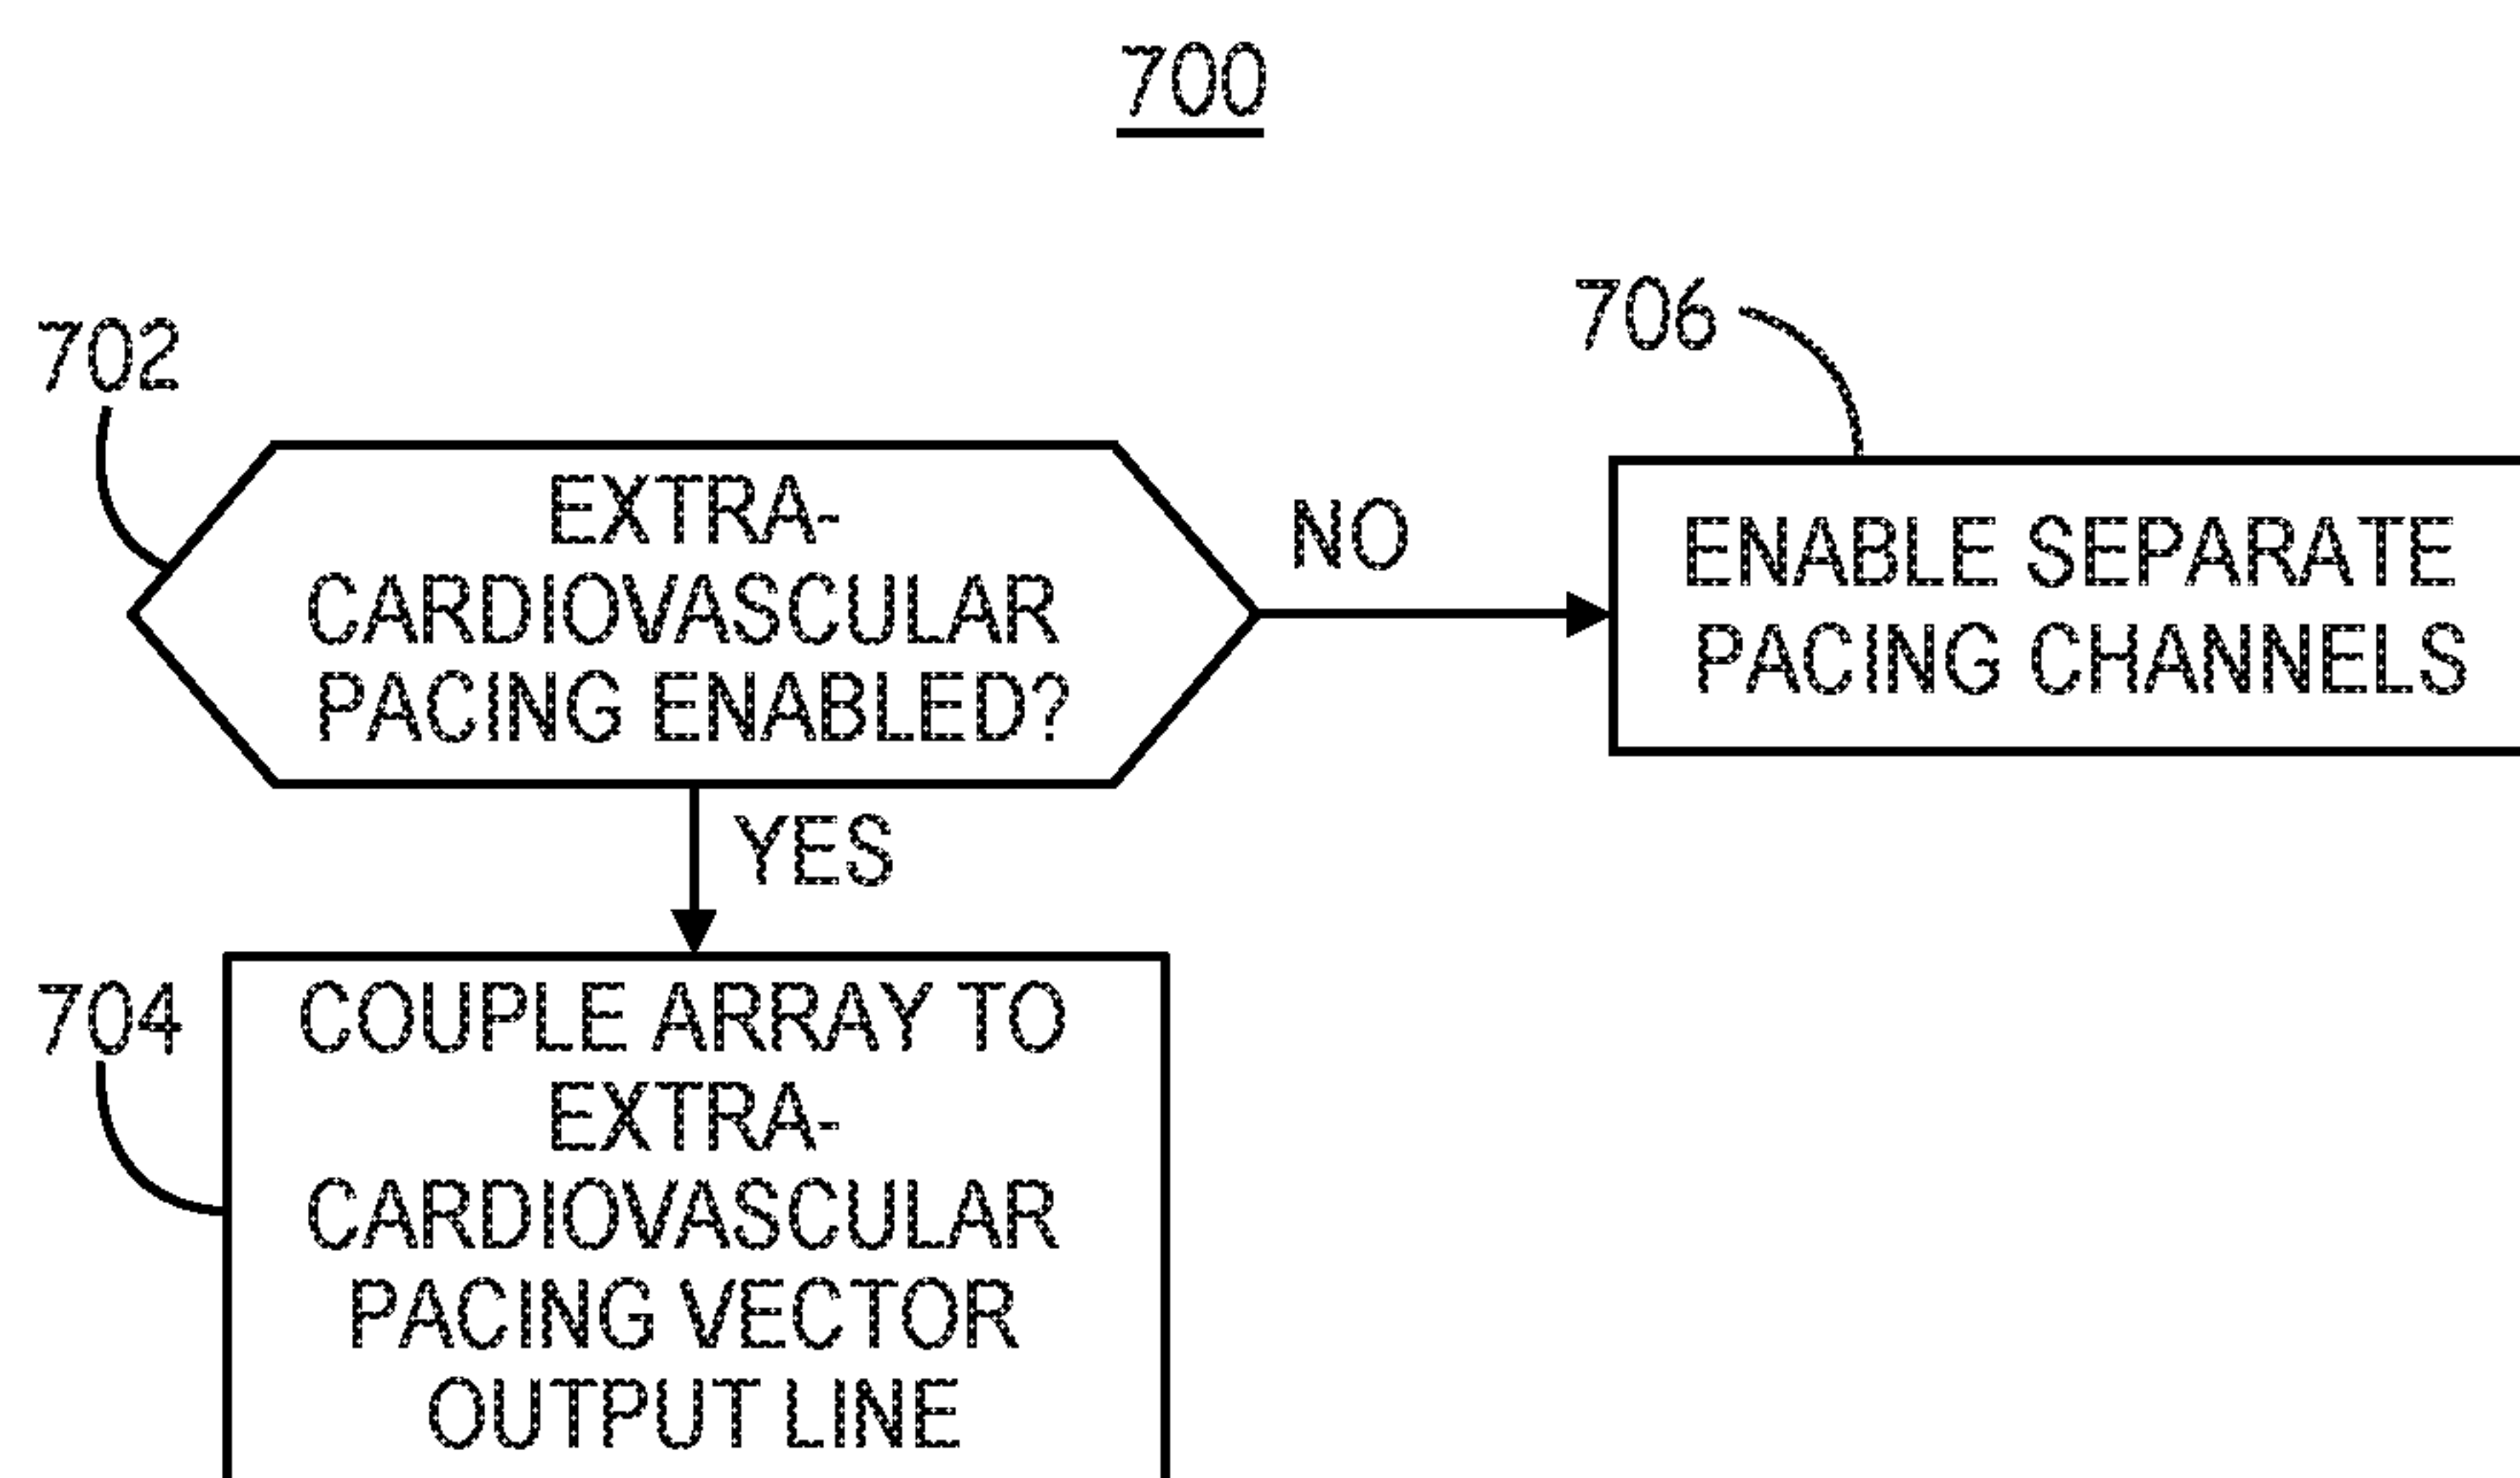 700
702
EXTRA-
CARDIOVASCULAR
PACING ENABLED?
NO
706
ENABLE SEPARATE
PACING CHANNELS
YES
704
COUPLE ARRAY TO
EXTRA-
CARDIOVASCULAR
PACING VECTOR
OUTPUT LINE